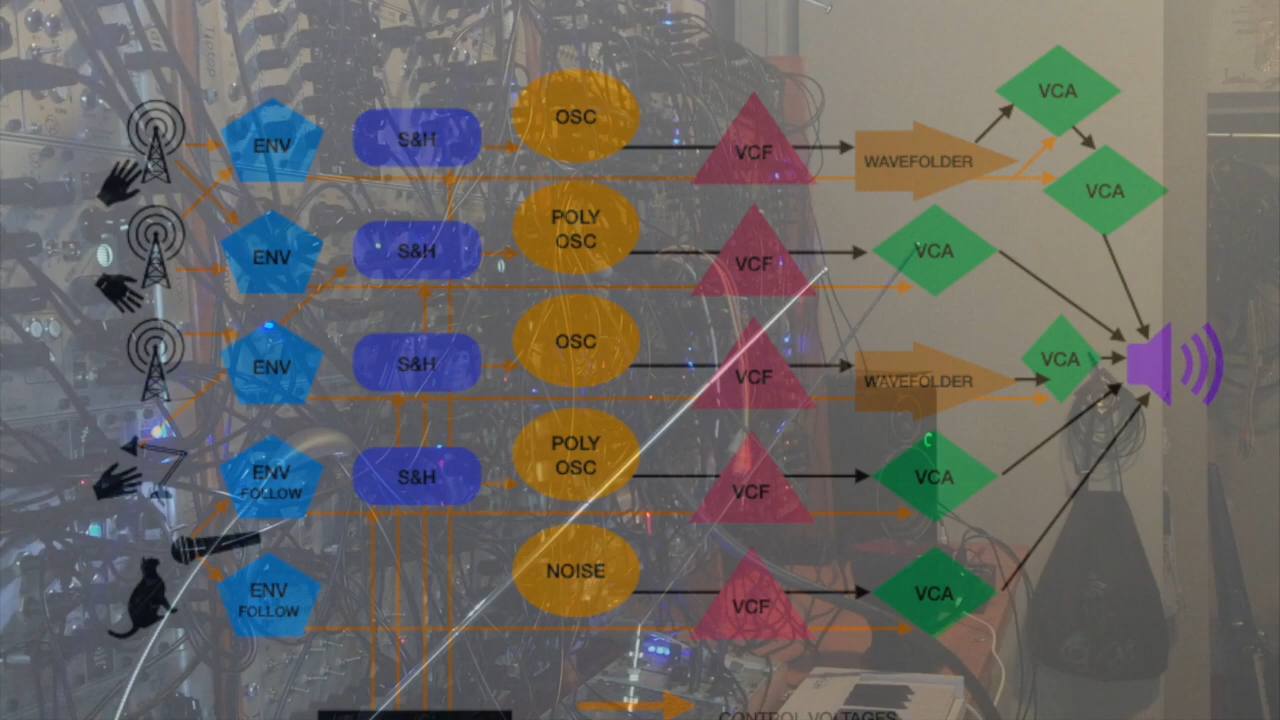 Tiptop
ENV
S&H
OSC
VCF
WAVEFOLDER
VCA
VCA
ENV
S&H
POLY
OSC
VCF
VCA
ENV
S&H
OSC
VCF
WAVEFOLDER
VCA
ENV
FOLLOW
S&H
POLY
OSC
VCF
VCA
ENV
FOLLOW
NOISE
VCF
VCA
CONTROL VOLTAGES